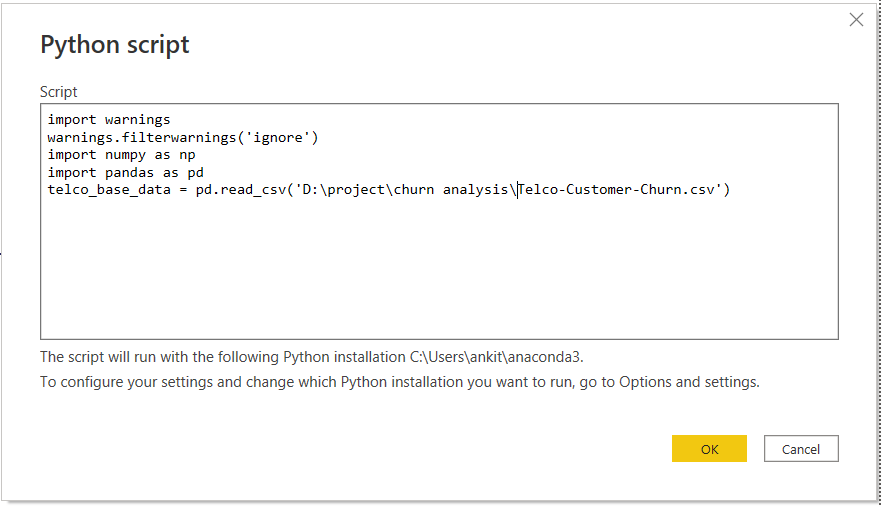 Python script
Script
import warnings
warnings.filterwarnings('ignore')
import numpy as np
import pandas as pd
telco_base_data = pd.read_csv('D:\project\churn analysis\Telco-Customer-Churn.csv')
The script will run with the following Python installation C:\Users\ankit\anaconda3.
To configure your settings and change which Python installation you want to run, go to Options and settings.
OK Cancel